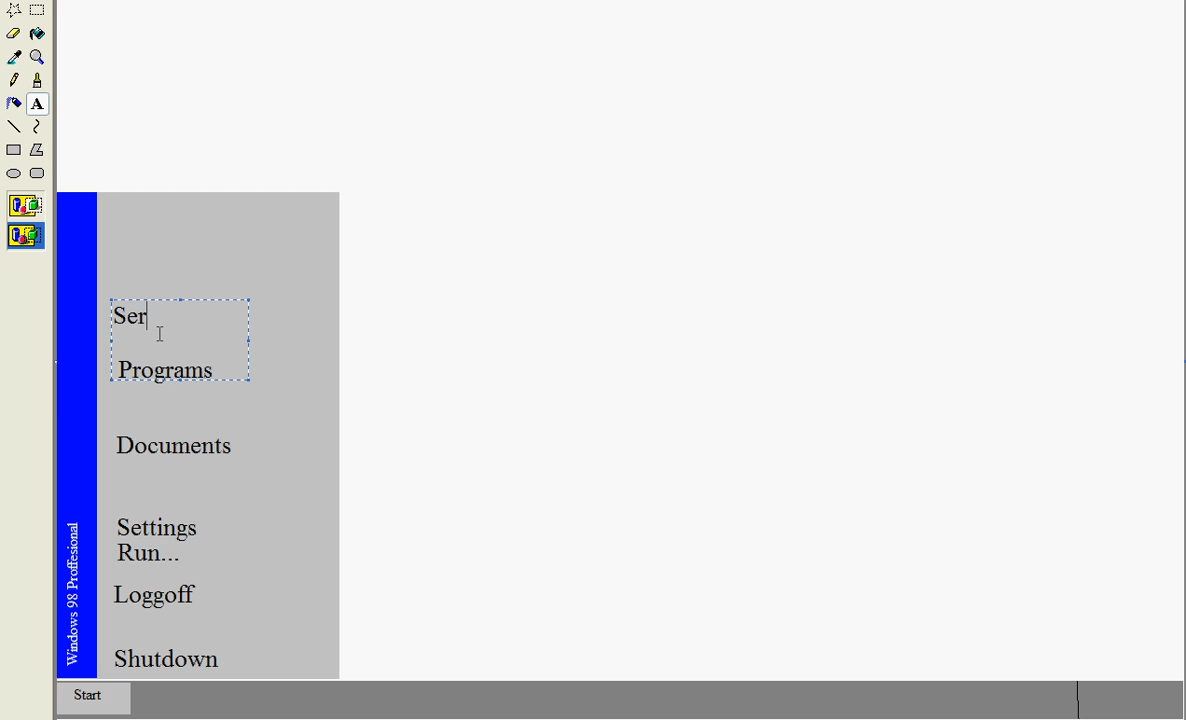 A
Ser
Programs
Documents
Settings
Run...
Loggoff
Shutdown
Windows 98 Proffesional
Start